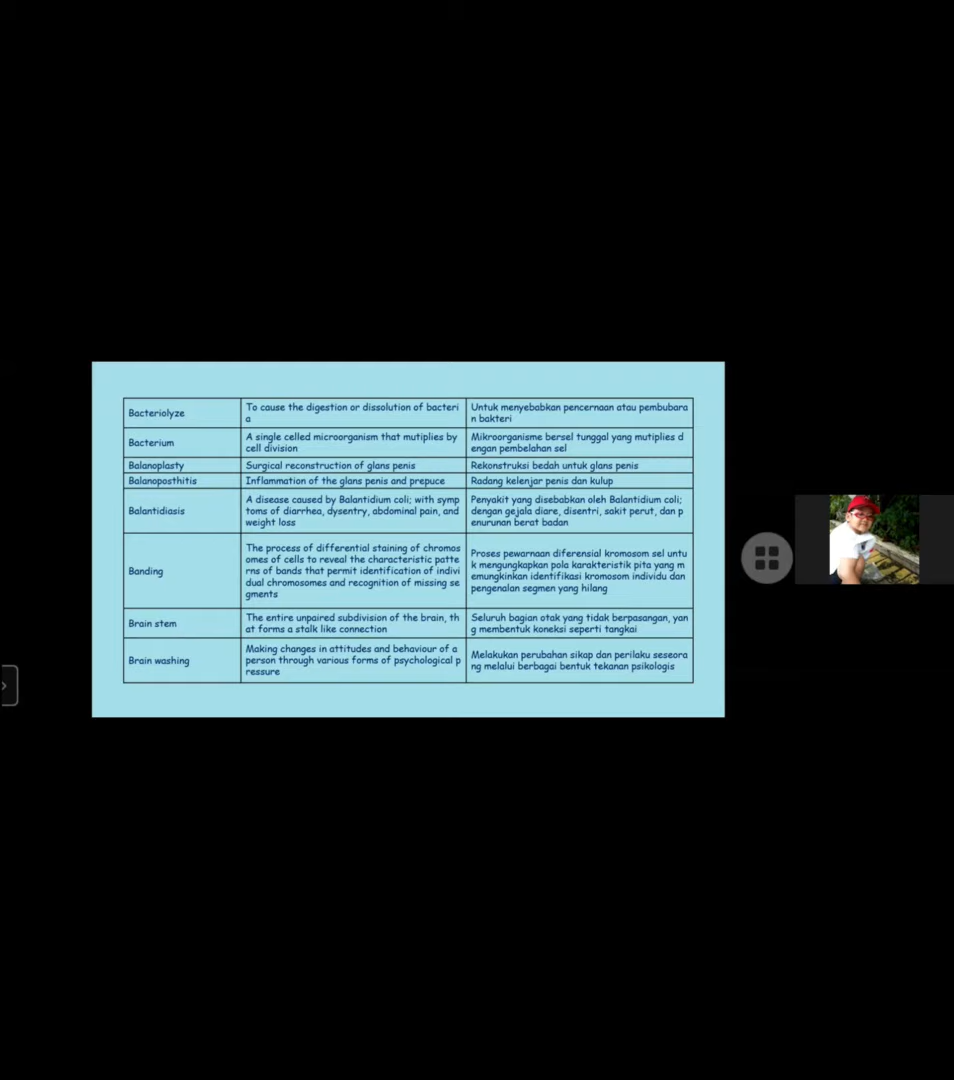 Bacteriolyze
To cause the digestion or dissolution of bacteri
a
Untuk menyebabkan pencernaan atau pembubara
n bakteri
Bacterium
A single celled microorganism that mutiplies by
cell division
Mikroorganisme bersel tunggal yang mutiplies d
engan pembelahan sel
Balanoplasty
Surgical reconstruction of glans penis
Rekonstruksi bedah untuk glans penis
Balanoposthitis
Inflammation of the glans penis and prepuce
Radang kelenjar penis dan kulup
Balantidiasis
A disease caused by Balantidium coli; with symp
toms of diarrhea, dysentry, abdominal pain, and
weight loss
Penyakit yang disebabkan oleh Balantidium coli;
dengan gejala diare, disentri, sakit perut, dan p
enurunan berat badan
Banding
The process of differential staining of chromos
omes of cells to reveal the characteristic patte
rns of bands that permit identification of indivi
dual chromosomes and recognition of missing se
gments
Proses pewarnaan diferensial kromosom sel untu
k mengungkapkan pola karakteristik pita yang m
emungkinkan identifikasi kromosom individu dan
pengenalan segmen yang hilang
Brain stem
The entire unpaired subdivision of the brain, th
at forms a stalk like connection
Seluruh bagian otak yang tidak berpasangan, yan
g membentuk koneksi seperti tangkai
Brain washing
Making changes in attitudes and behaviour of a
person through various forms of psychological p
ressure
Melakukan perubahan sikap dan perilaku seseora
ng melalui berbagai bentuk tekanan psikologis